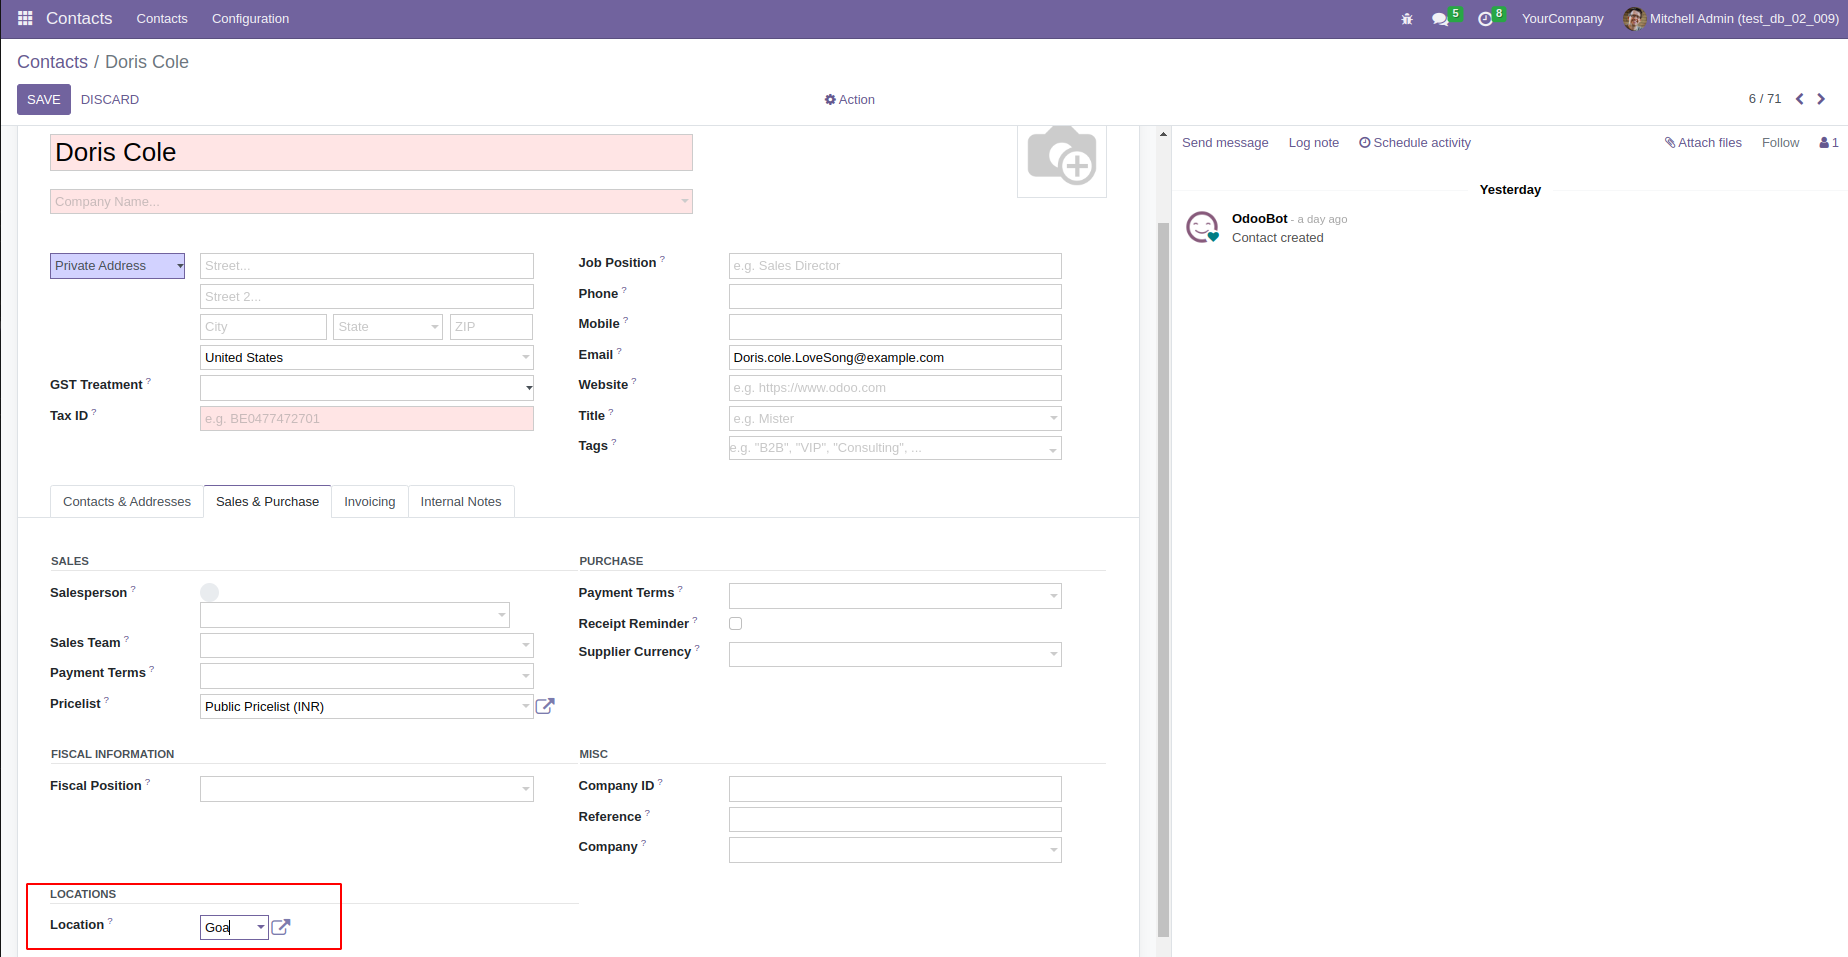 Contacts Contacts Configuration 5 8 YourCompany Mitchell Admin (test_db_02_009)
Contacts / Doris Cole
SAVE DISCARD Action 6 / 71
Doris Cole
Company Name...
Private Address Street...
Street 2...
City State ZIP
United States
GST Treatment ?
Tax ID ? e.g. BE0477472701
Job Position ? e.g. Sales Director
Phone ?
Mobile ?
Email ? Doris.cole.LoveSong@example.com
Website ? e.g. https://www.odoo.com
Title ? e.g. Mister
Tags ? e.g. "B2B", "VIP", "Consulting", ...
Contacts & Addresses Sales & Purchase Invoicing Internal Notes
SALES
Salesperson ?
Sales Team ?
Payment Terms ?
Pricelist ? Public Pricelist (INR)
PURCHASE
Payment Terms ?
Receipt Reminder ?
Supplier Currency ?
FISCAL INFORMATION
Fiscal Position ?
MISC
Company ID ?
Reference ?
Company ?
LOCATIONS
Location ? Goa
Send message Log note Schedule activity Attach files Follow 1
Yesterday
OdooBot - a day ago
Contact created